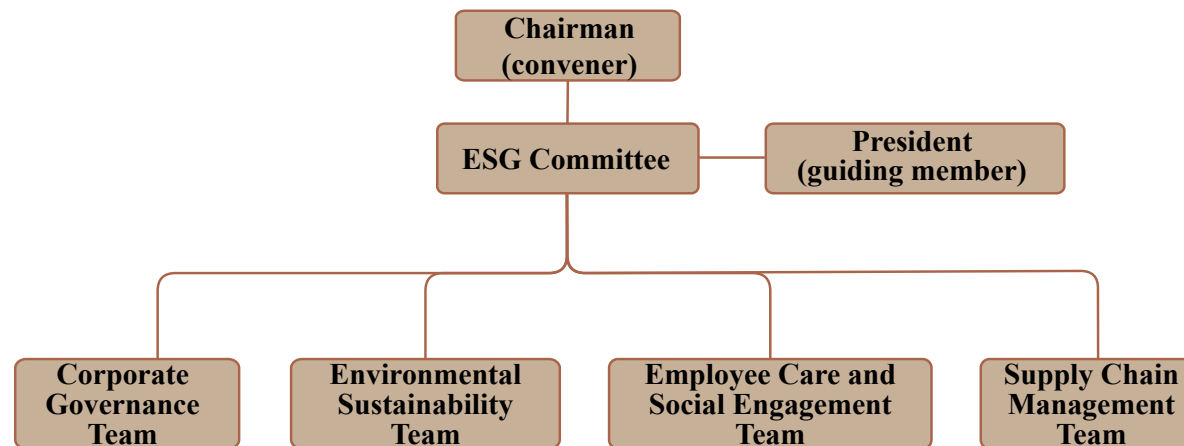 Chairman
(convener)
ESG Committee
President
(guiding member)
Corporate
Governance
Team
Environmental
Sustainability
Team
Employee Care and
Social Engagement
Team
Supply Chain
Management
Team